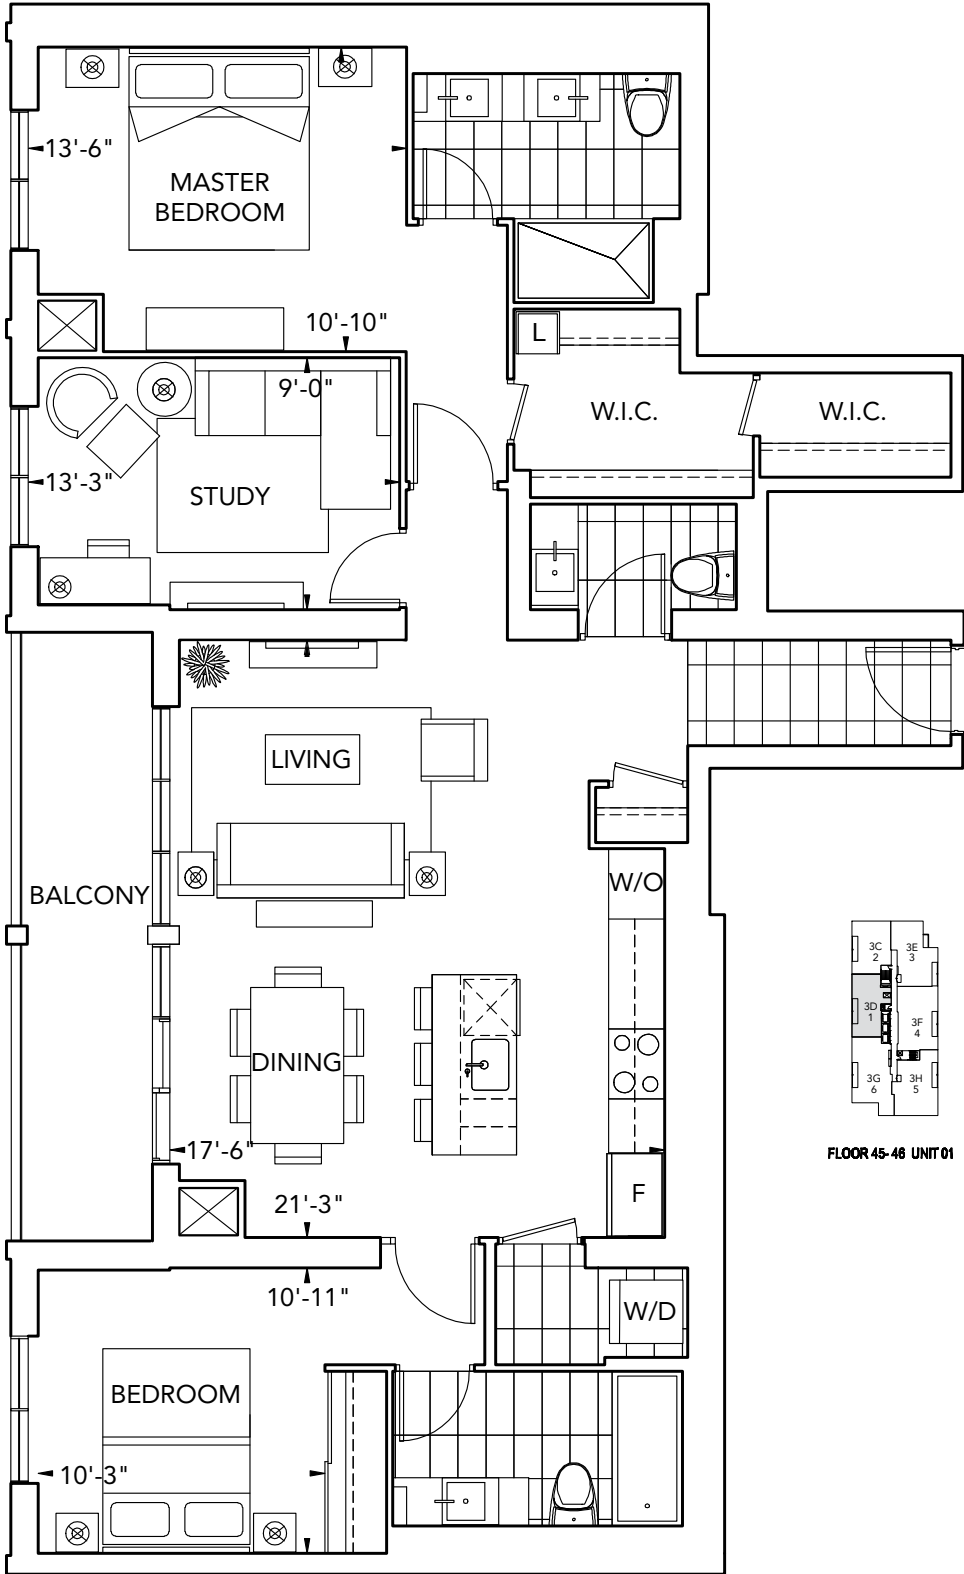 13'-6"
MASTER
BEDROOM
10'-10"
L
9'-0"
W.I.C.
W.I.C.
13'-3"
STUDY
LIVING
BALCONY
W/O
DINING
17'-6"
F
21'-3"
10'-11"
W/D
BEDROOM
10'-3"
3C
2
3E
3
3D
1
3F
4
3G
6
3H
5
FLOOR 45-46 UNIT 01